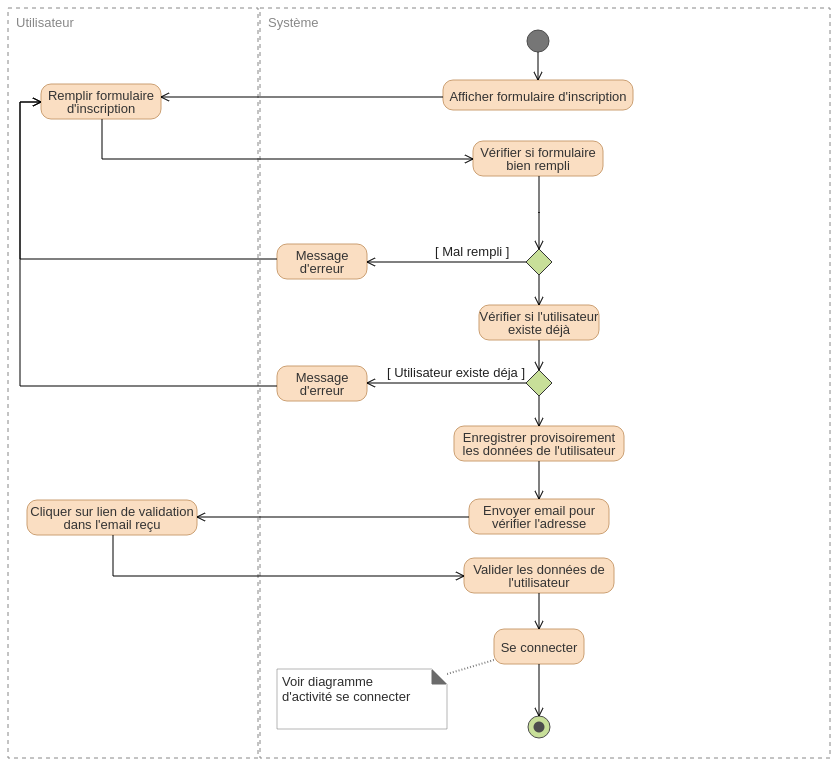 Utilisateur
Système
Afficher formulaire d'inscription
Remplir formulaire
d'inscription
Vérifier si formulaire
bien rempli
[ Mal rempli ]
Message
d'erreur
Vérifier si l'utilisateur
existe déjà
[ Utilisateur existe déja ]
Message
d'erreur
Enregistrer provisoirement
les données de l'utilisateur
Envoyer email pour
vérifier l'adresse
Cliquer sur lien de validation
dans l'email reçu
Valider les données de
l'utilisateur
Se connecter
Voir diagramme
d'activité se connecter